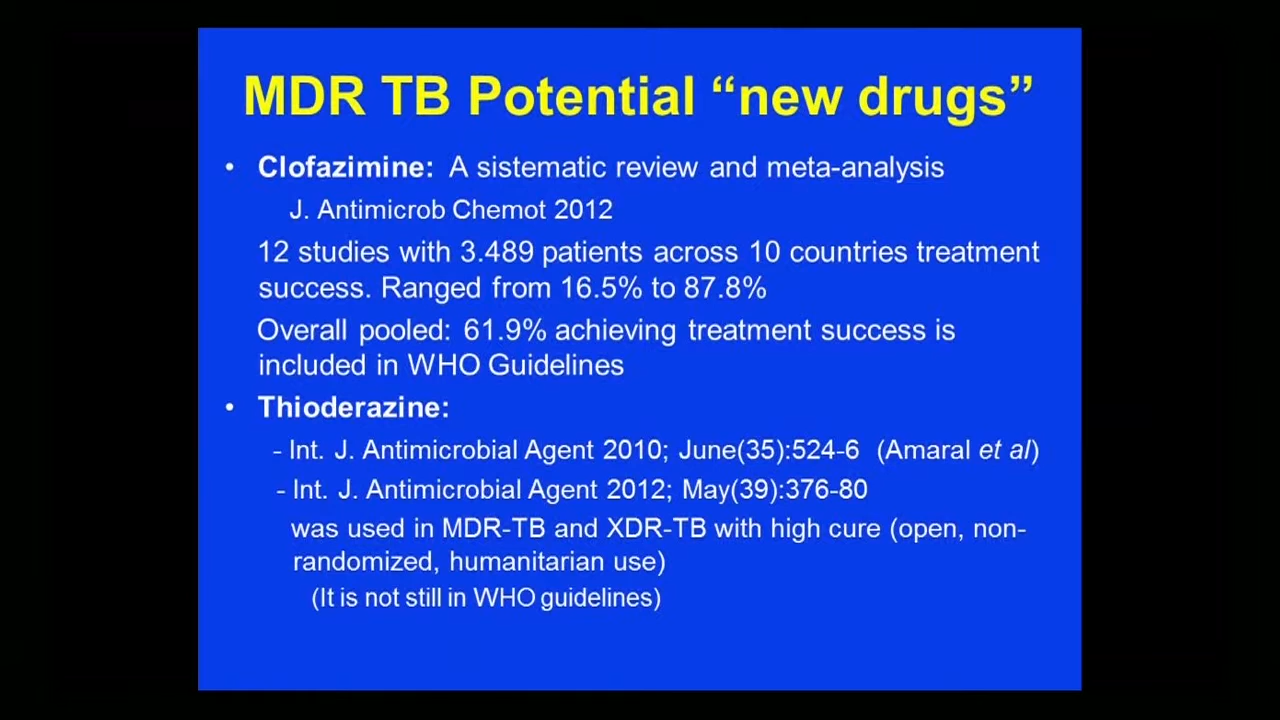 MDR TB Potential “new drugs”
• Clofazimine: A sistematic review and meta-analysis
J. Antimicrob Chemot 2012
12 studies with 3.489 patients across 10 countries treatment
success. Ranged from 16.5% to 87.8%
Overall pooled: 61.9% achieving treatment success is
included in WHO Guidelines
• Thioderazine:
- Int. J. Antimicrobial Agent 2010; June(35):524-6 (Amaral et al)
- Int. J. Antimicrobial Agent 2012; May(39):376-80
was used in MDR-TB and XDR-TB with high cure (open, non-
randomized, humanitarian use)
(It is not still in WHO guidelines)